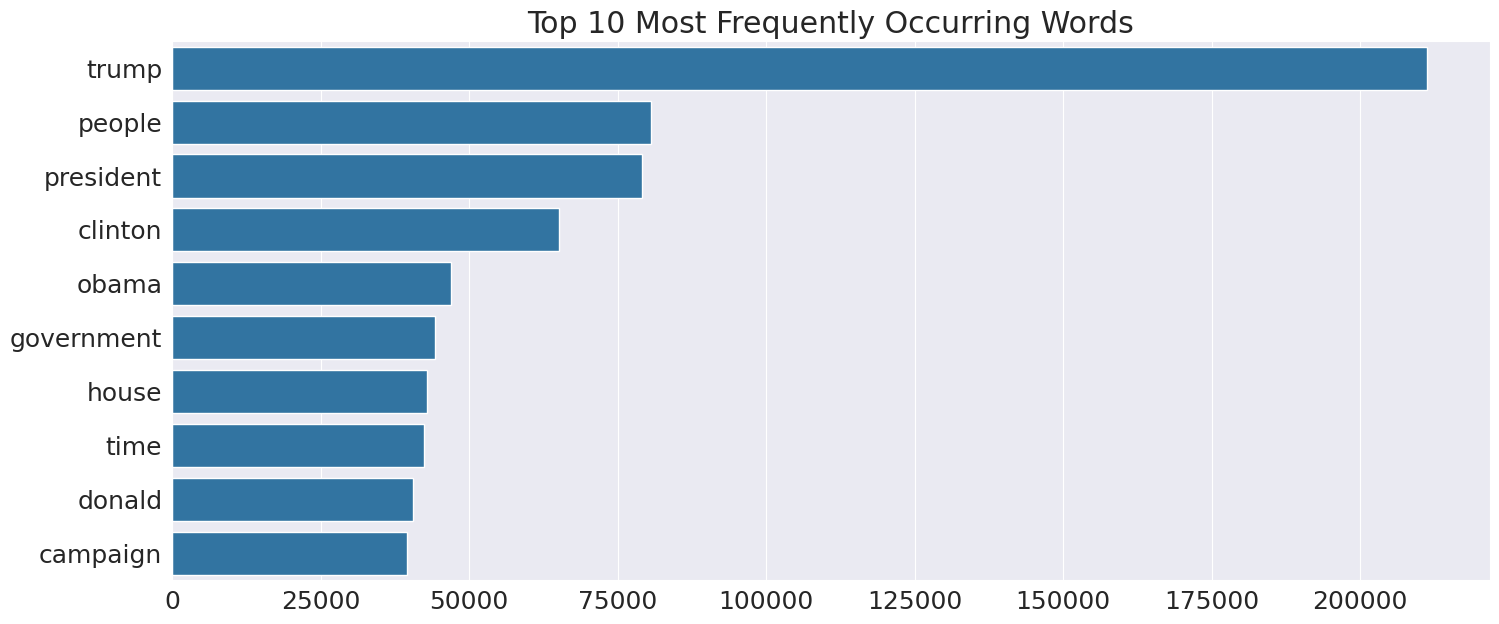 Top 10 Most Frequently Occurring Words
trump
people
president
clinton
obama
government
house
time
donald
campaign
0 25000 50000 75000 100000 125000 150000 175000 200000